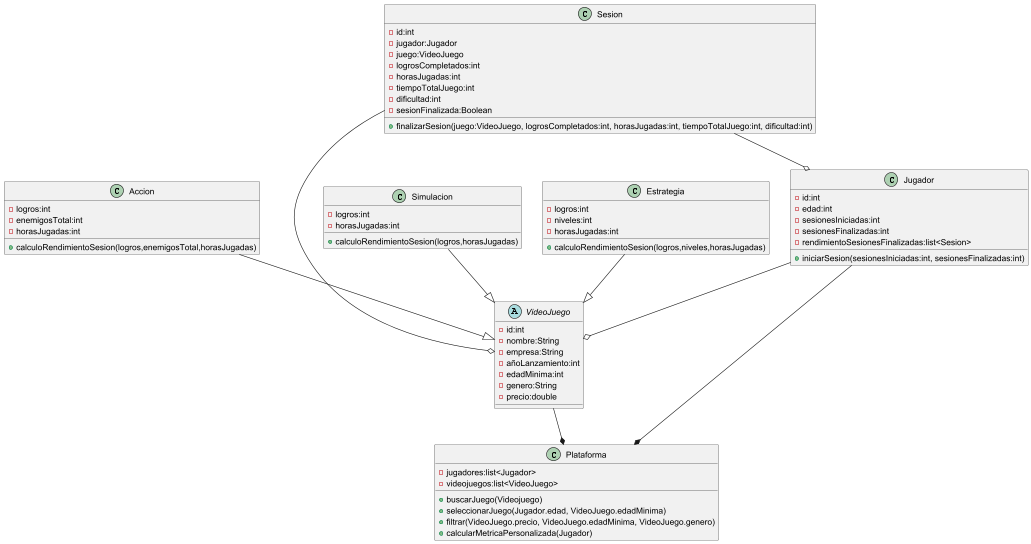 C Sesion
id:int
jugador:Jugador
juego:VideoJuego
logrosCompletados:int
horasJugadas:int
tiempoTotalJuego:int
dificultad:int
sesionFinalizada:Boolean
finalizarSesion(juego:VideoJuego, logrosCompletados:int, horasJugadas:int, tiempoTotalJuego:int, dificultad:int)
C Accion
logros:int
enemigosTotal:int
horasJugadas:int
calculoRendimientoSesion(logros,enemigosTotal,horasJugadas)
C Simulacion
logros:int
horasJugadas:int
calculoRendimientoSesion(logros,horasJugadas)
C Estrategia
logros:int
niveles:int
horasJugadas:int
calculoRendimientoSesion(logros,niveles,horasJugadas)
C Jugador
id:int
edad:int
sesionesIniciadas:int
sesionesFinalizadas:int
rendimientoSesionesFinalizadas:list<Sesion>
iniciarSesion(sesionesIniciadas:int, sesionesFinalizadas:int)
A VideoJuego
id:int
nombre:String
empresa:String
añoLanzamiento:int
edadMinima:int
genero:String
precio:double
C Plataforma
jugadores:list<Jugador>
videojuegos:list<VideoJuego>
buscarJuego(Videojuego)
seleccionarJuego(Jugador.edad, VideoJuego.edadMinima)
filtrar(VideoJuego.precio, VideoJuego.edadMinima, VideoJuego.genero)
calcularMetricaPersonalizada(Jugador)